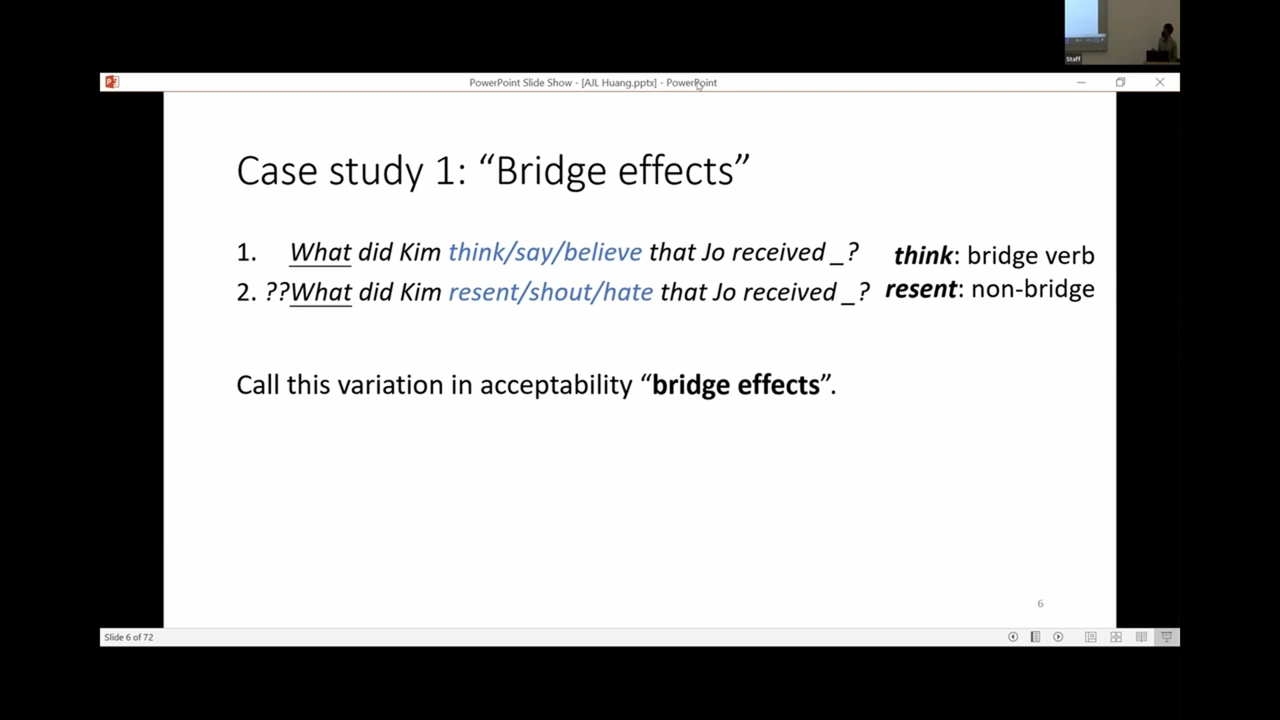 Staff
PowerPoint Slide Show - [AJL Huang.pptx] - PowerPoint
Case study 1: “Bridge effects”
1. What did Kim think/say/believe that Jo received _?
think: bridge verb
2. ??What did Kim resent/shout/hate that Jo received _?
resent: non-bridge
Call this variation in acceptability “bridge effects”.
6
Slide 6 of 72